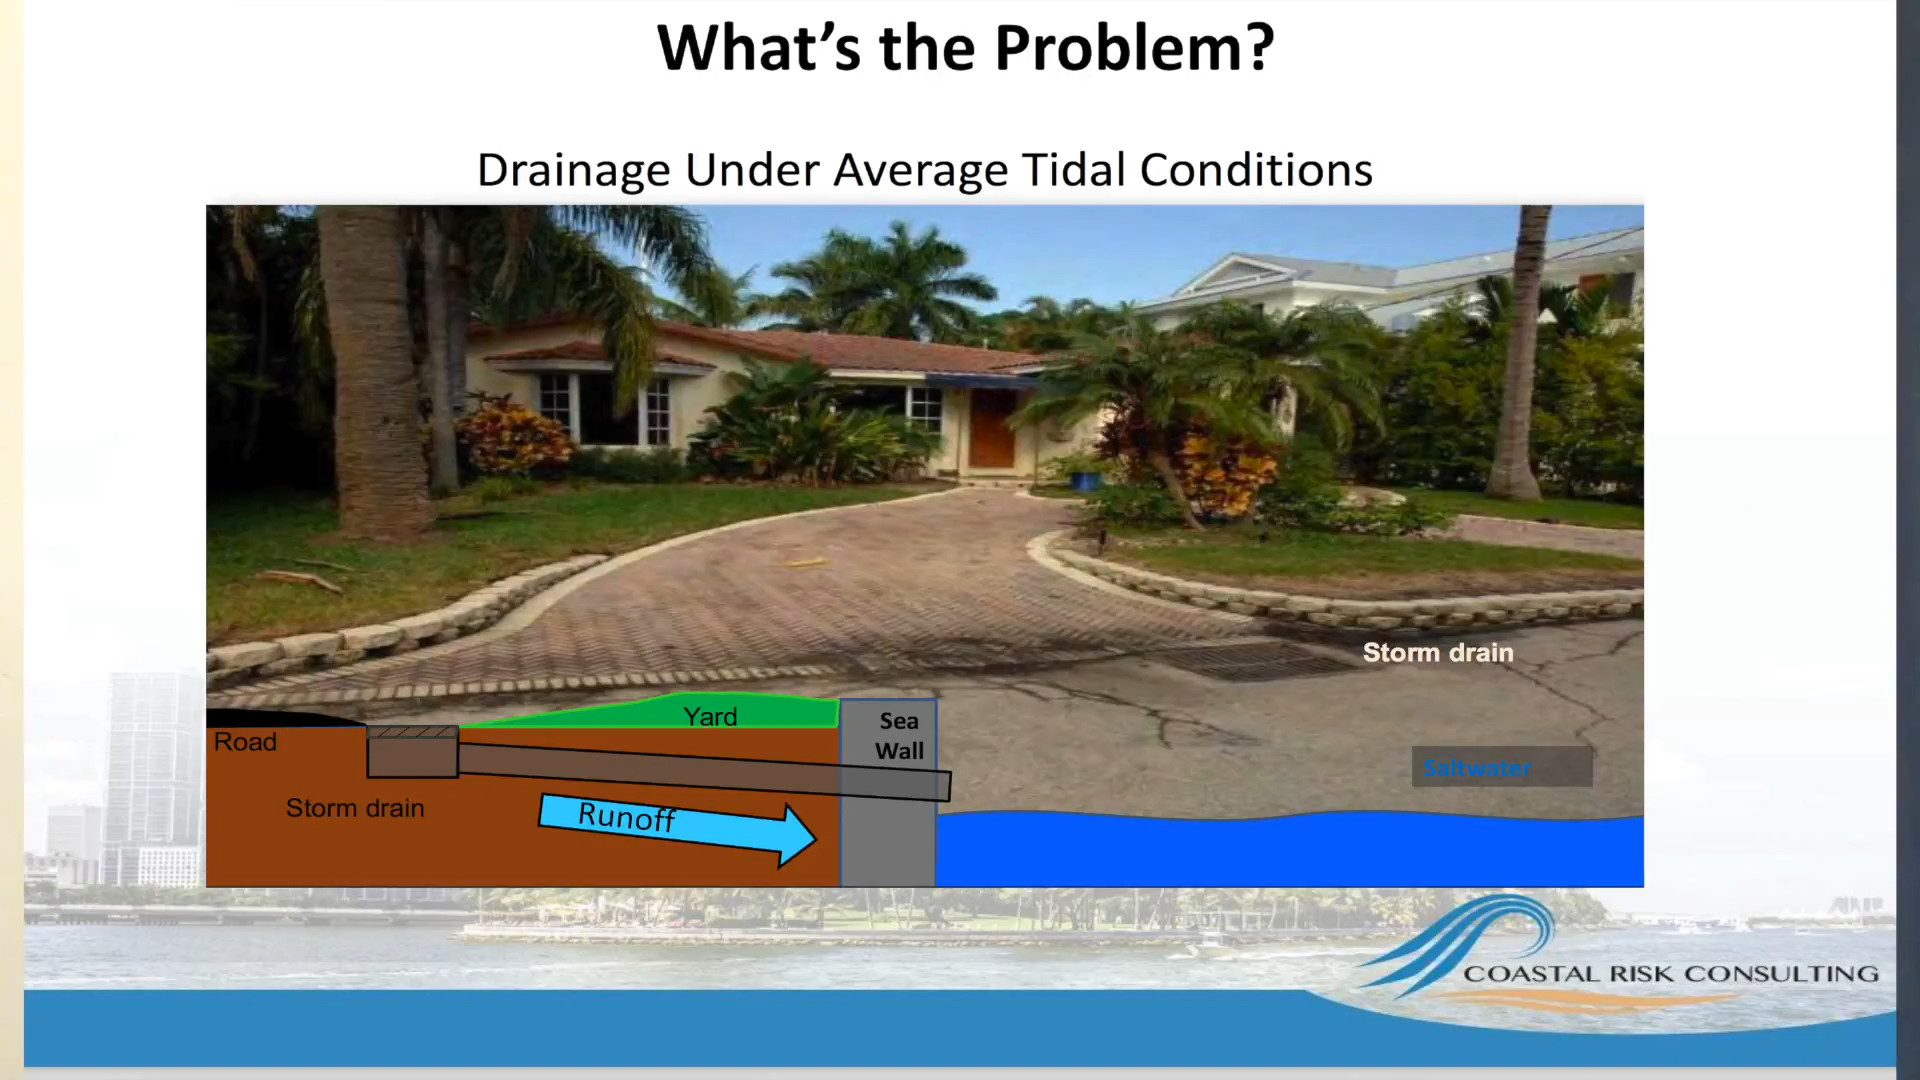 What's the Problem?
Drainage Under Average Tidal Conditions
Storm drain
Yard
Sea
Wall
Road
Saltwater
Storm drain
Runoff
COASTAL RISK CONSULTING